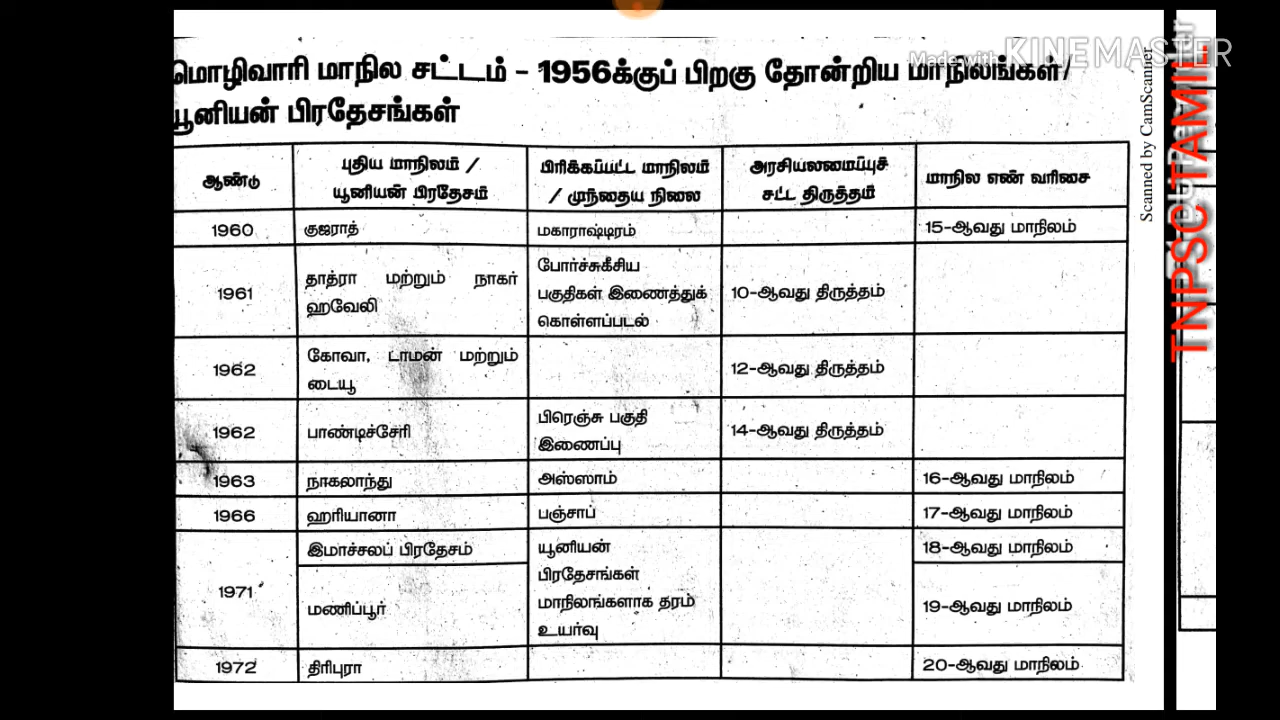 Made with KINEMASTER
மொழிவாரி மாநில சட்டம் – 1956க்குப் பிறகு தோன்றிய மாநிலங்கள்/
யூனியன் பிரதேசங்கள்
ஆண்டு
புதிய மாநிலம் /
யூனியன் பிரதேசம்
பிரிக்கப்பட்ட மாநிலம்
/ முந்தைய நிலை
அரசியலமைப்புச்
சட்ட திருத்தம்
மாநில எண் வரிசை
1960 குஜராத் மகாராஷ்டிரம் 15-ஆவது மாநிலம்
1961
தாத்ரா மற்றும் நாகர்
ஹவேலி
போர்ச்சுகீசிய
பகுதிகள் இணைத்துக்
கொள்ளப்படல்
10-ஆவது திருத்தம்
1962
கோவா, டாமன் மற்றும்
டையூ
12-ஆவது திருத்தம்
1962
பாண்டிச்சேரி
பிரெஞ்சு பகுதி
இணைப்பு
14-ஆவது திருத்தம்
1963 நாகலாந்து அஸ்ஸாம் 16-ஆவது மாநிலம்
1966 ஹரியானா பஞ்சாப் 17-ஆவது மாநிலம்
1971
இமாச்சலப் பிரதேசம்
மணிப்பூர்
யூனியன்
பிரதேசங்கள்
மாநிலங்களாக தரம்
உயர்வு
18-ஆவது மாநிலம்
19-ஆவது மாநிலம்
1972 திரிபுரா 20-ஆவது மாநிலம்
Scanned by CamScanner
TNPSC TAMIL